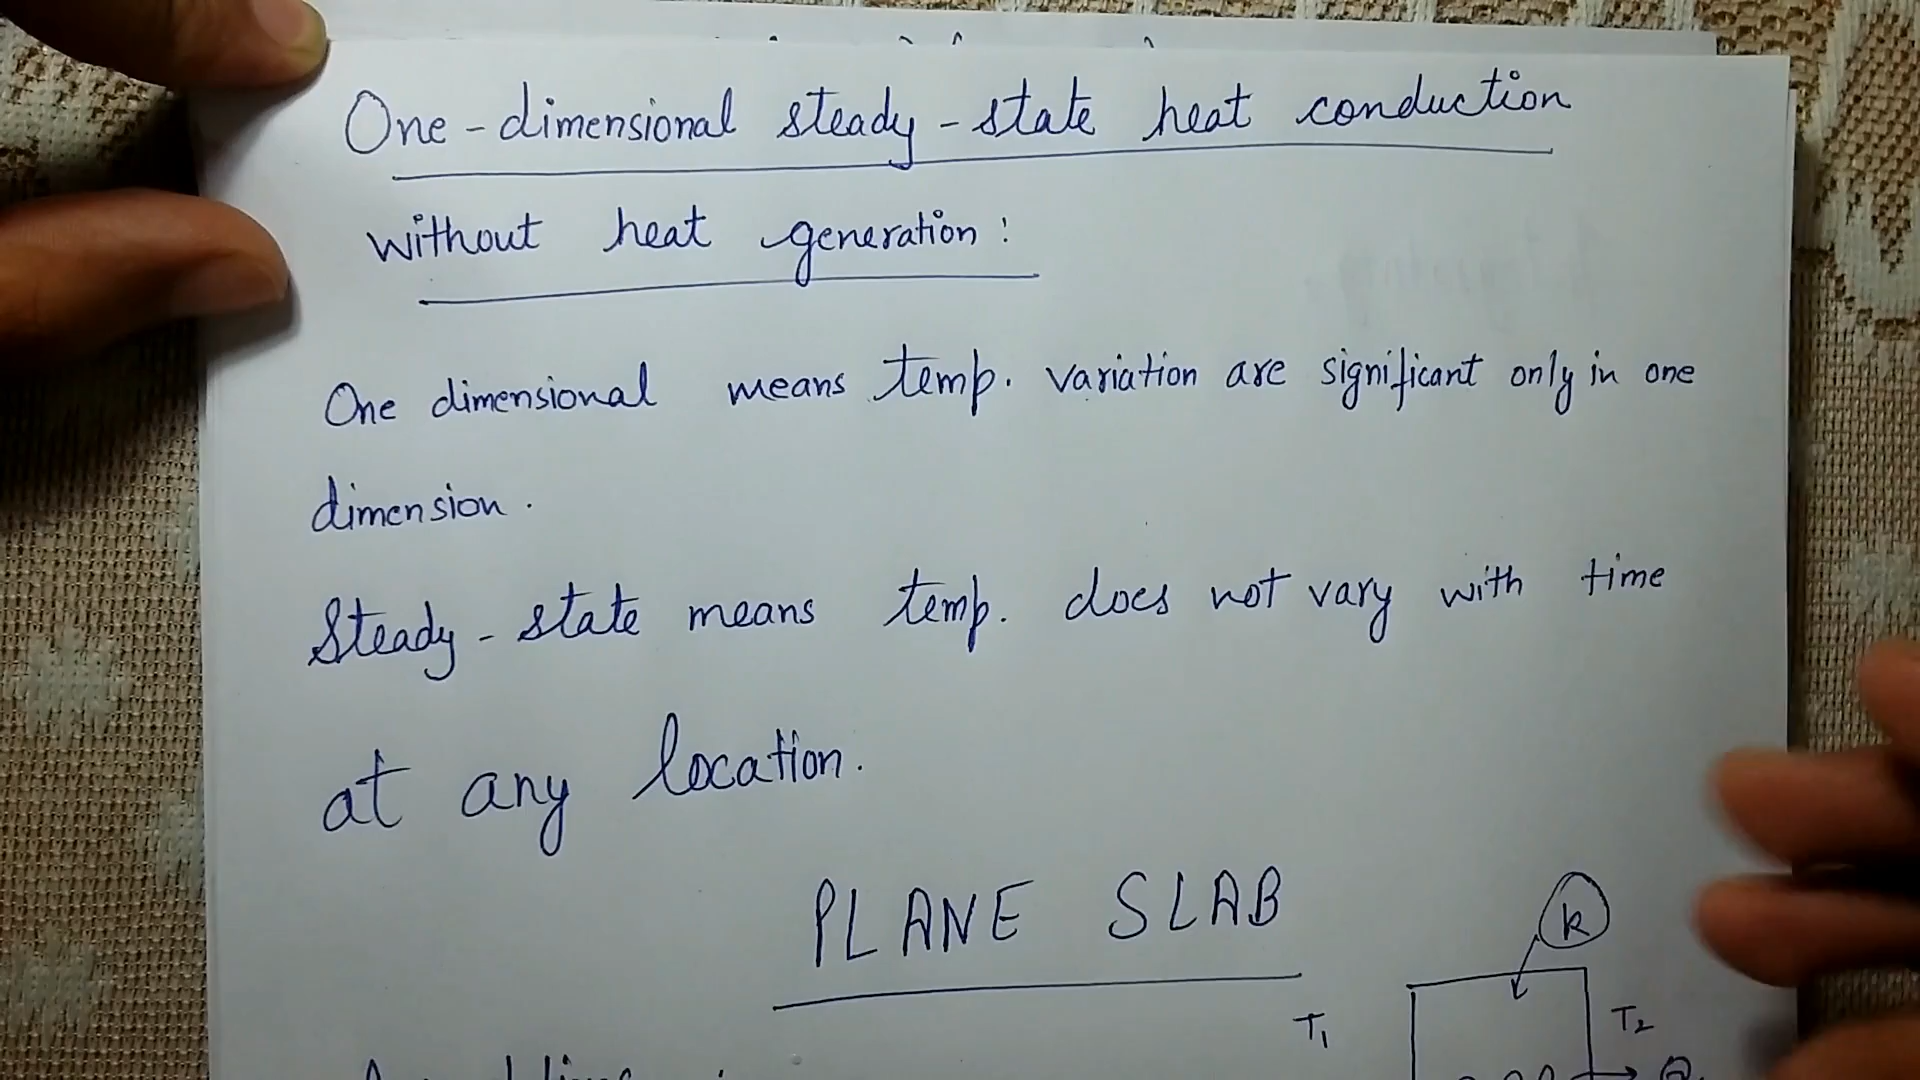 One-dimensional steady-state heat conduction
without heat generation:
One dimensional means temp. variation are significant only in one
dimension.
Steady-state means temp. does not vary with time
at any location.
PLANE SLAB
k
T1
T2
Q